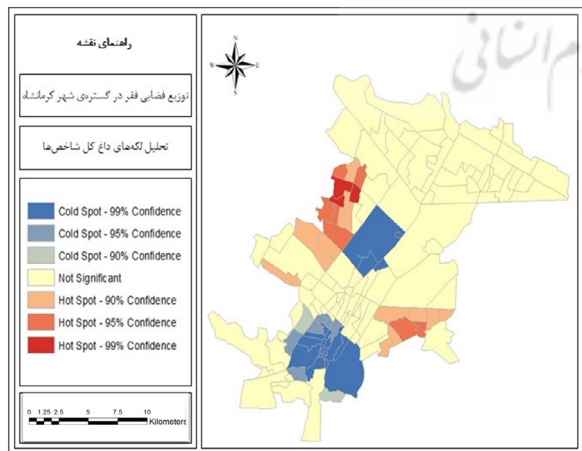 راهنمای نقشه
توزیع فضایی فقر در گستره‌ی شهر کرمانشاه
تحلیل لکه‌های داغ کل شاخص‌ها
Cold Spot - 99% Confidence
Cold Spot - 95% Confidence
Cold Spot - 90% Confidence
Not Significant
Hot Spot - 90% Confidence
Hot Spot - 95% Confidence
Hot Spot - 99% Confidence
0 1.25 2.5 5 7.5 10
Kilometers
N
W E
S